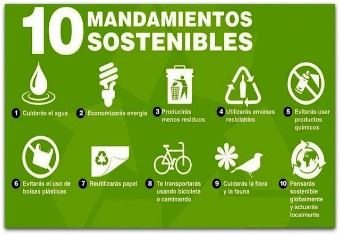 10 MANDAMIENTOS
SOSTENIBLES
1 Cuidarás el agua
2 Economizarás energía
3 Producirás
menos residuos
4 Utilizarás envases
reciclables
5 Evitarás usar
productos
químicos
6 Evitarás el uso de
bolsas plásticas
7 Reutilizarás papel
8 Te transportarás
usando bicicleta
o caminando
9 Cuidarás la flora
y la fauna
10 Pensarás
sostenible
globalmente
y actuarás
localmente